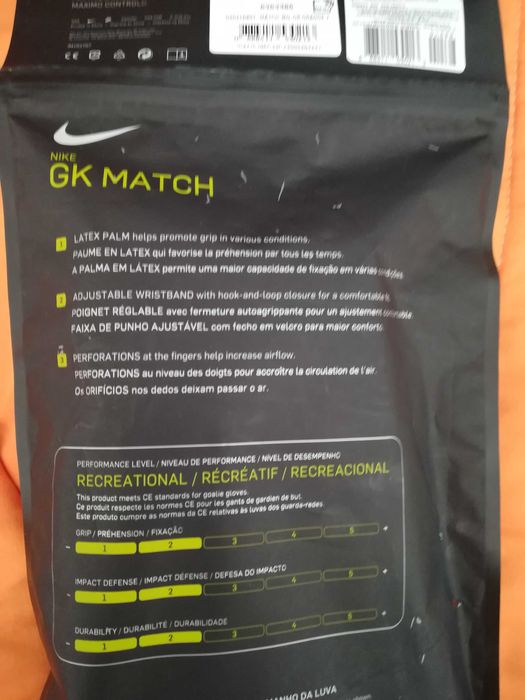 MÁXIMO CONTROLO
CE
NIKE
GK MATCH
1
LATEX PALM helps promote grip in various conditions.
PAUME EN LATEX qui favorise la préhension par tous les temps.
A PALMA EM LÁTEX permite uma maior capacidade de fixação em várias
2
ADJUSTABLE WRISTBAND with hook-and-loop closure for a comfortable
POIGNET RÉGLABLE avec fermeture autoagrippante pour un ajustement
FAIXA DE PUNHO AJUSTÁVEL com fecho em velcro para maior conforto.
3
PERFORATIONS at the fingers help increase airflow.
PERFORATIONS au niveau des doigts pour accroître la circulation de l'air.
Os ORIFÍCIOS nos dedos deixam passar o ar.
PERFORMANCE LEVEL / NIVEAU DE PERFORMANCE / NÍVEL DE DESEMPENHO
RECREATIONAL / RÉCRÉATIF / RECREACIONAL
This product meets CE standards for goalie gloves.
Ce produit respecte les normes CE pour les gants de gardien de but.
Este produto cumpre as normas da CE relativas às luvas dos guarda-redes.
GRIP / PRÉHENSION / FIXAÇÃO
- 1 2 3 4 5 +
IMPACT DEFENSE / IMPACT DÉFENSE / DEFESA DO IMPACTO
- 1 2 3 4 5 +
DURABILITY / DURABILITÉ / DURABILIDADE
- 1 2 3 4 5 +
DA LUVA